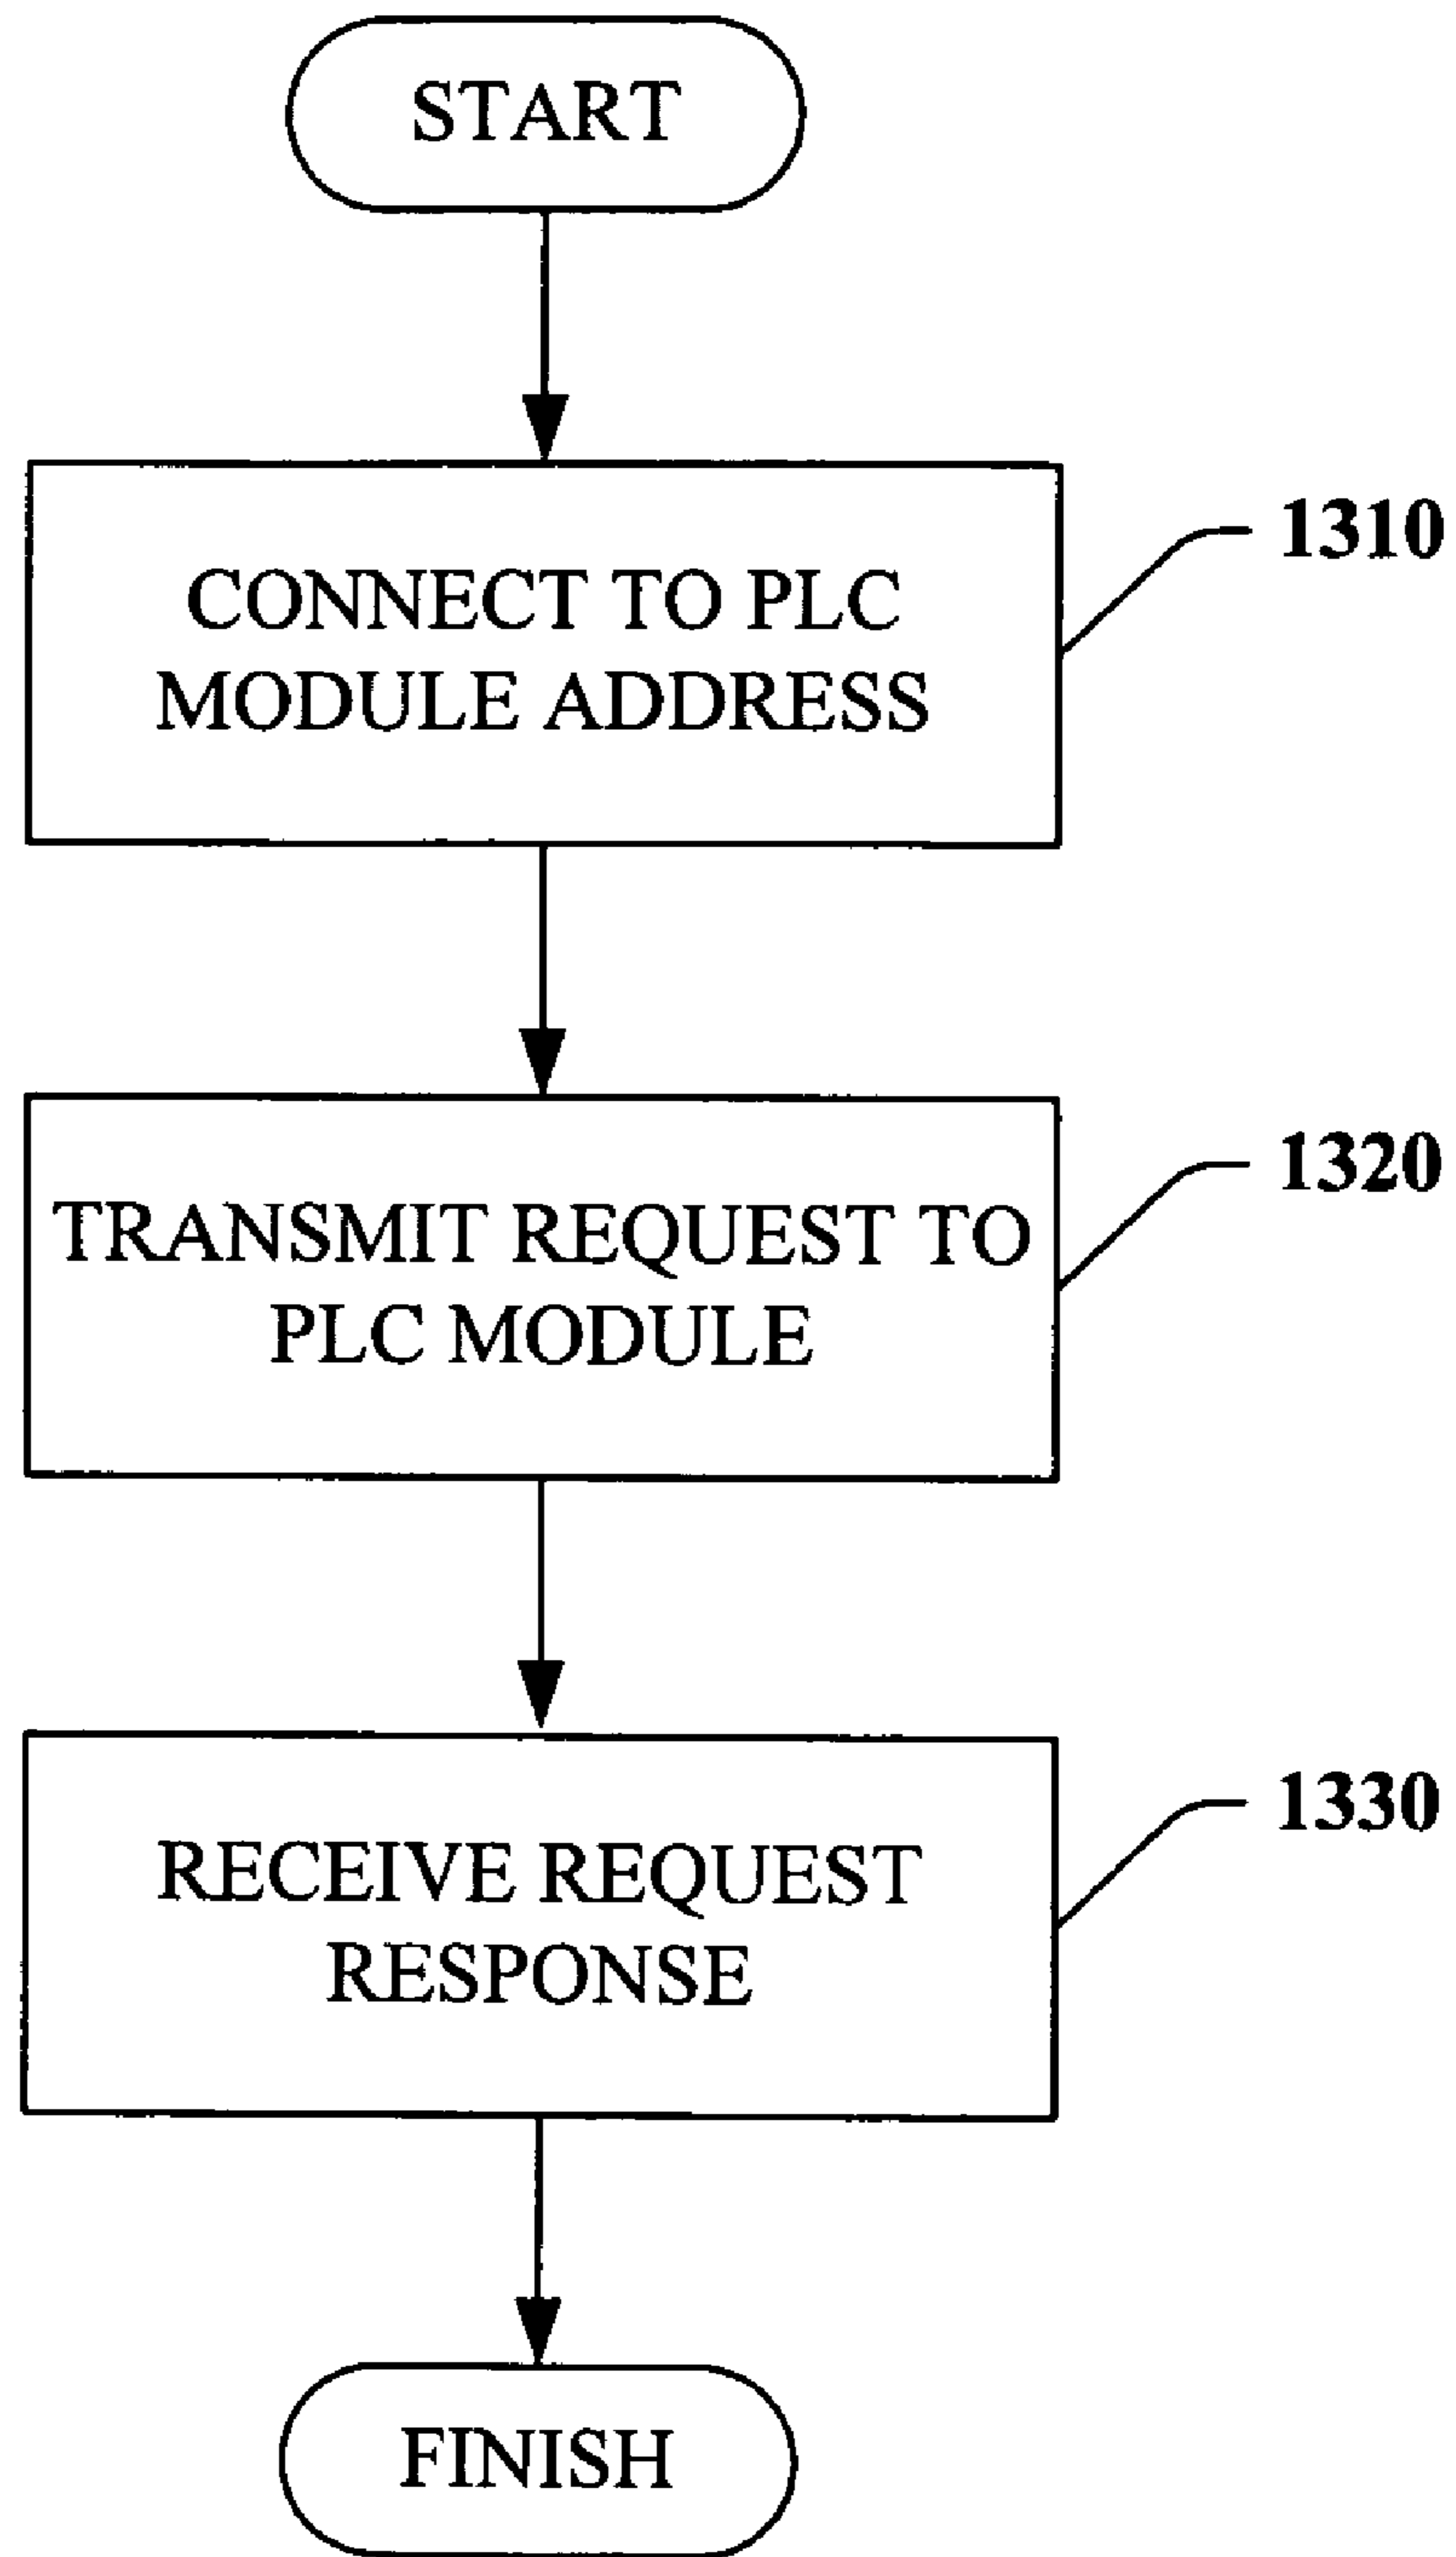 START
CONNECT TO PLC
MODULE ADDRESS
1310
TRANSMIT REQUEST TO
PLC MODULE
1320
RECEIVE REQUEST
RESPONSE
1330
FINISH